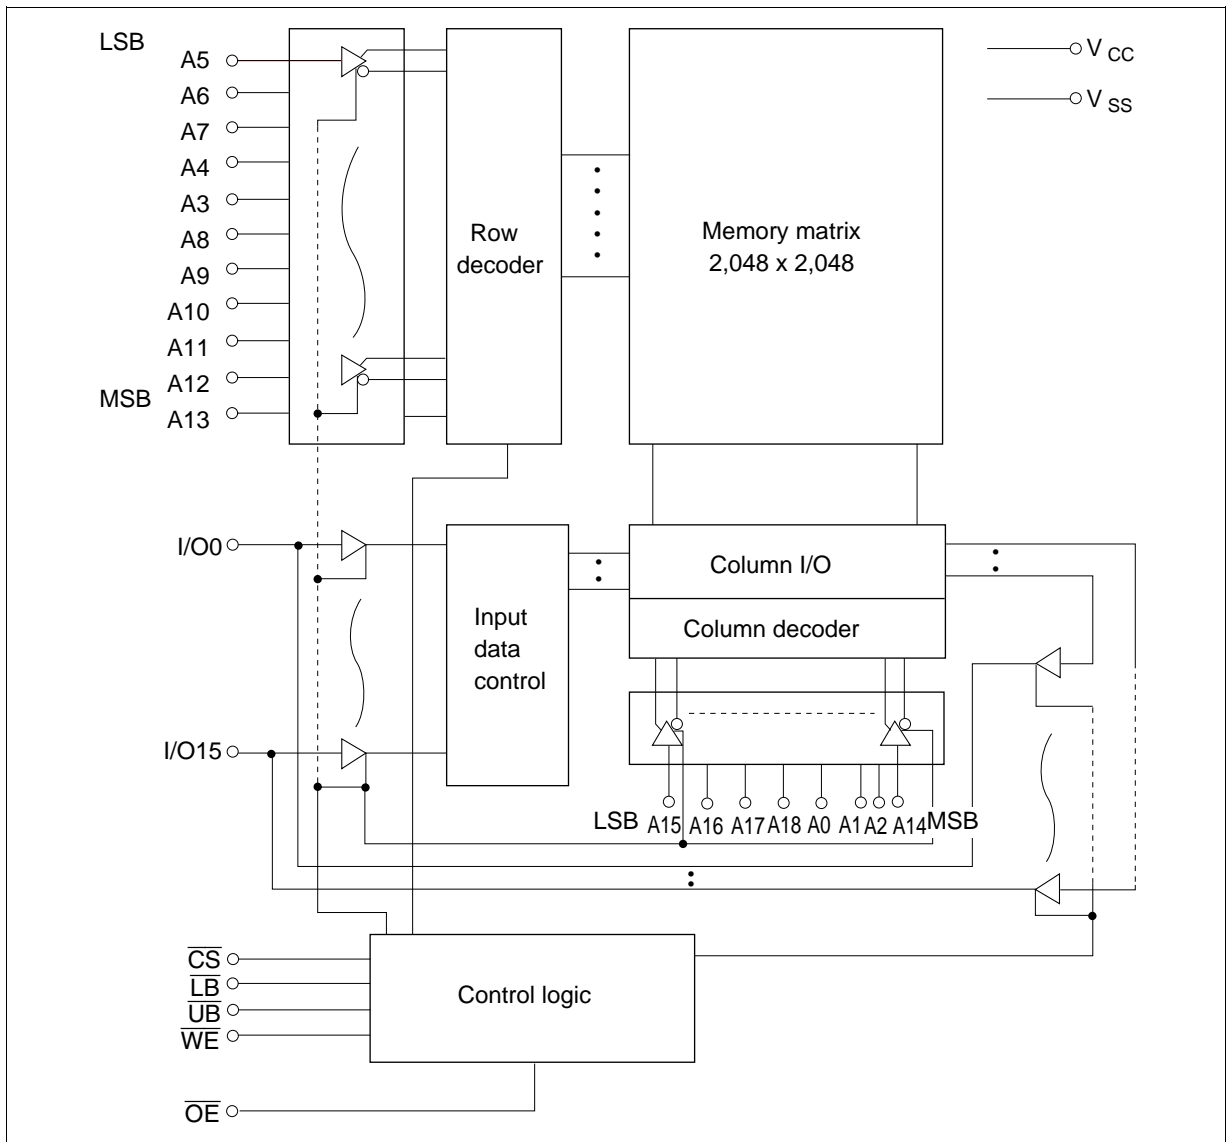 LSB
A5
A6
A7
A4
A3
A8
A9
A10
A11
A12
MSB
A13
Row
decoder
Memory matrix
2,048 x 2,048
V CC
V SS
I/O0
I/O15
Input
data
control
Column I/O
Column decoder
LSB A15 A16 A17 A18 A0 A1 A2 A14 MSB
CS
LB
UB
WE
OE
Control logic